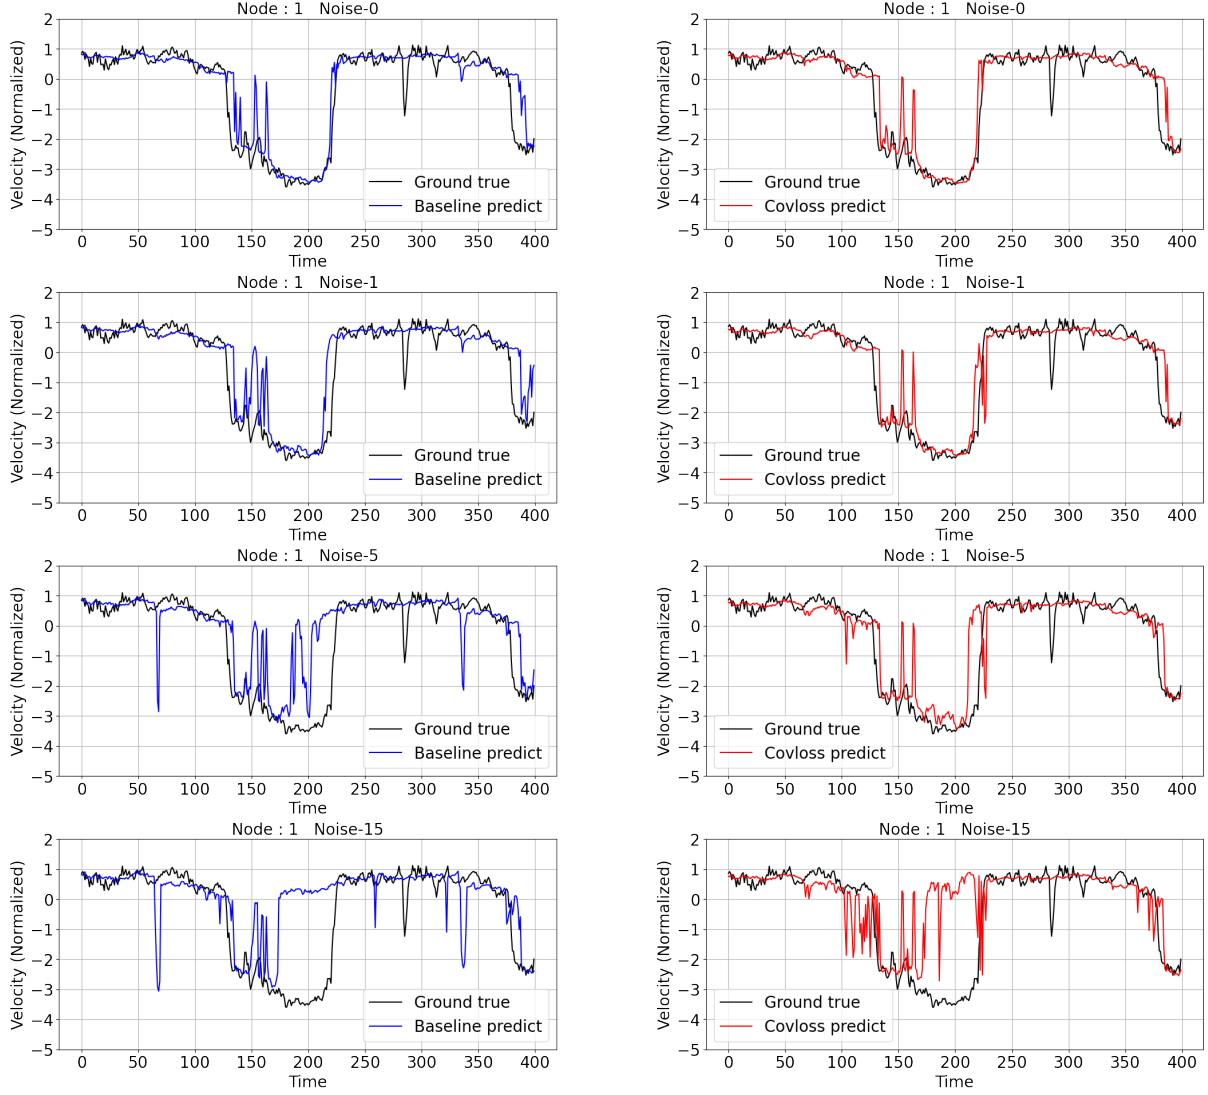 Node : 1   Noise-0
Velocity (Normalized)
2
1
0
−1
−2
−3
−4
−5
Ground true
Baseline predict
0 50 100 150 200 250 300 350 400
Time
Node : 1   Noise-0
Velocity (Normalized)
2
1
0
−1
−2
−3
−4
−5
Ground true
Covloss predict
0 50 100 150 200 250 300 350 400
Time
Node : 1   Noise-1
Velocity (Normalized)
2
1
0
−1
−2
−3
−4
−5
Ground true
Baseline predict
0 50 100 150 200 250 300 350 400
Time
Node : 1   Noise-1
Velocity (Normalized)
2
1
0
−1
−2
−3
−4
−5
Ground true
Covloss predict
0 50 100 150 200 250 300 350 400
Time
Node : 1   Noise-5
Velocity (Normalized)
2
1
0
−1
−2
−3
−4
−5
Ground true
Baseline predict
0 50 100 150 200 250 300 350 400
Time
Node : 1   Noise-5
Velocity (Normalized)
2
1
0
−1
−2
−3
−4
−5
Ground true
Covloss predict
0 50 100 150 200 250 300 350 400
Time
Node : 1   Noise-15
Velocity (Normalized)
2
1
0
−1
−2
−3
−4
−5
Ground true
Baseline predict
0 50 100 150 200 250 300 350 400
Time
Node : 1   Noise-15
Velocity (Normalized)
2
1
0
−1
−2
−3
−4
−5
Ground true
Covloss predict
0 50 100 150 200 250 300 350 400
Time